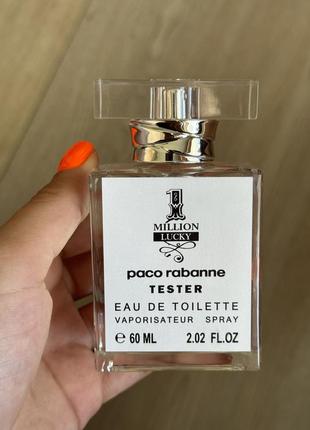 1
MILLION
LUCKY
paco rabanne
TESTER
EAU DE TOILETTE
VAPORISATEUR SPRAY
℮ 60 ML 2.02 FL.OZ